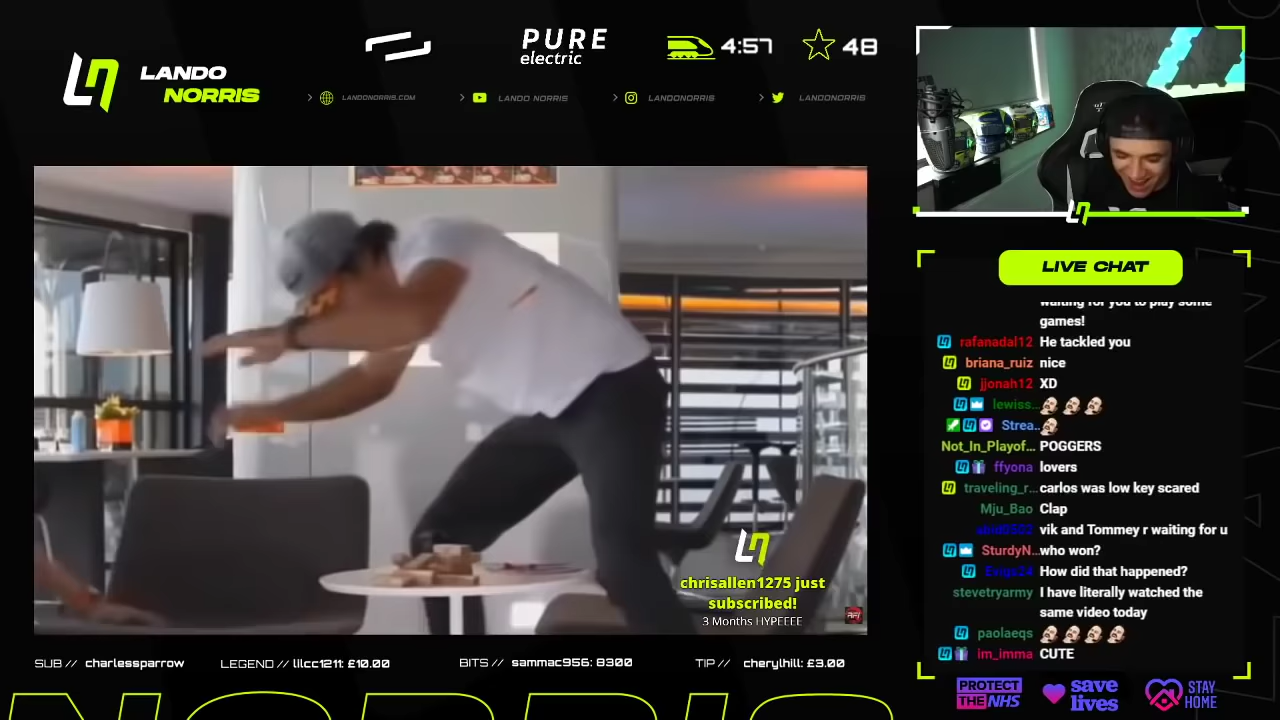 LANDO
NORRIS
PURE
electric
4:57
48
LANDONORRIS.COM
LANDO NORRIS
LANDONORRIS
LANDONORRIS
LIVE CHAT
waiting for you to play some
games!
rafanadal12 He tackled you
briana_ruiz nice
jjonah12 XD
lewiss...
Strea...
Not_In_Playof... POGGERS
ffyona lovers
traveling_r... carlos was low key scared
Mju_Bao Clap
vik and Tommey r waiting for u
SturdyN... who won?
How did that happened?
stevetryarmy I have literally watched the
same video today
paolaeqs
im_imma CUTE
chrisallen1275 just
subscribed!
3 Months HYPEEEE
SUB // charlessparrow
LEGEND // lllcc1211: £10.00
BITS // sammac956: 8300
TIP // cherylhill: £3.00
NORRIS
PROTECT
THE NHS
save
lives
STAY
HOME